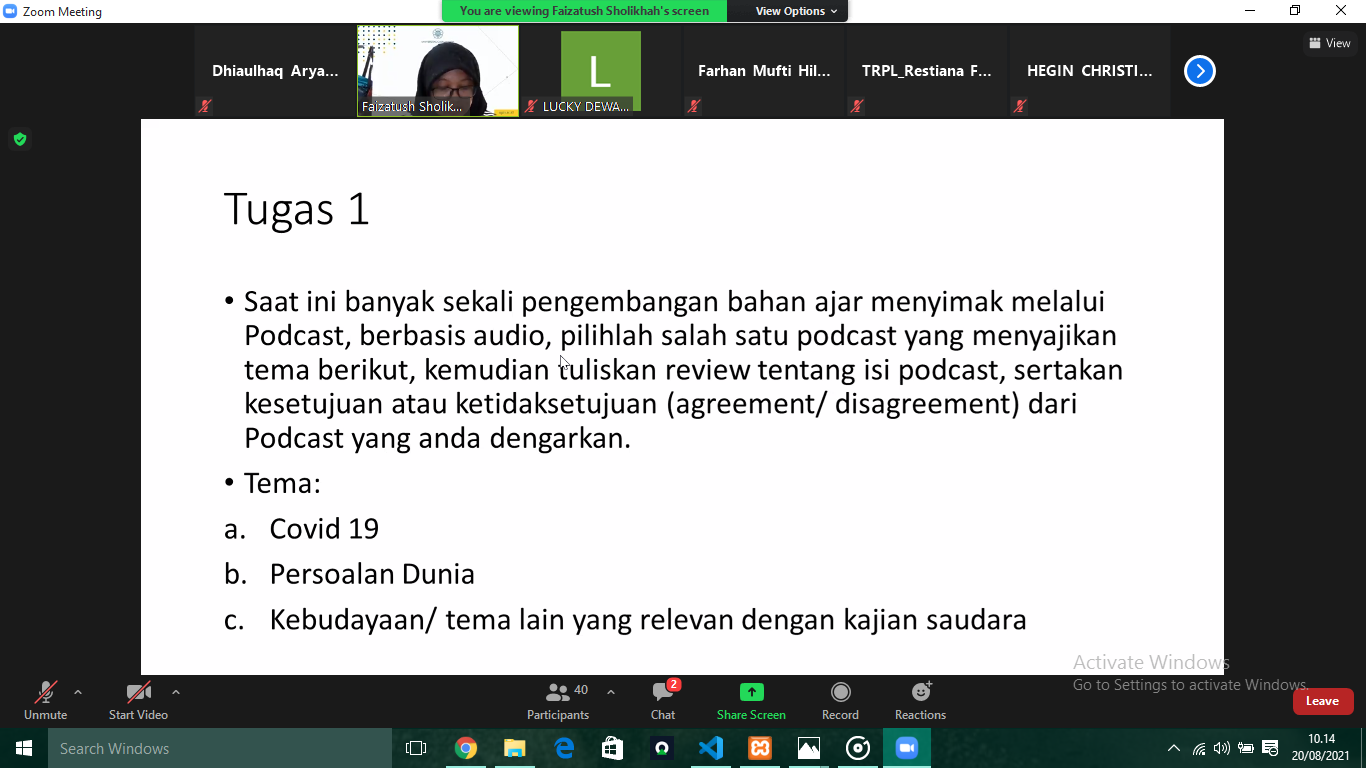 Zoom Meeting
You are viewing Faizatush Sholikhah's screen
View Options
View
Dhiaulhaq Arya...
Faizatush Sholik...
L
LUCKY DEWA...
Farhan Mufti Hil...
TRPL_Restiana F...
HEGIN CHRISTI...
Tugas 1
• Saat ini banyak sekali pengembangan bahan ajar menyimak melalui
Podcast, berbasis audio, pilihlah salah satu podcast yang menyajikan
tema berikut, kemudian tuliskan review tentang isi podcast, sertakan
kesetujuan atau ketidaksetujuan (agreement/ disagreement) dari
Podcast yang anda dengarkan.
• Tema:
a. Covid 19
b. Persoalan Dunia
c. Kebudayaan/ tema lain yang relevan dengan kajian saudara
Activate Windows
Go to Settings to activate Windows.
Unmute
Start Video
Participants
40
Chat
2
Share Screen
Record
Reactions
Leave
Search Windows
10.14
20/08/2021